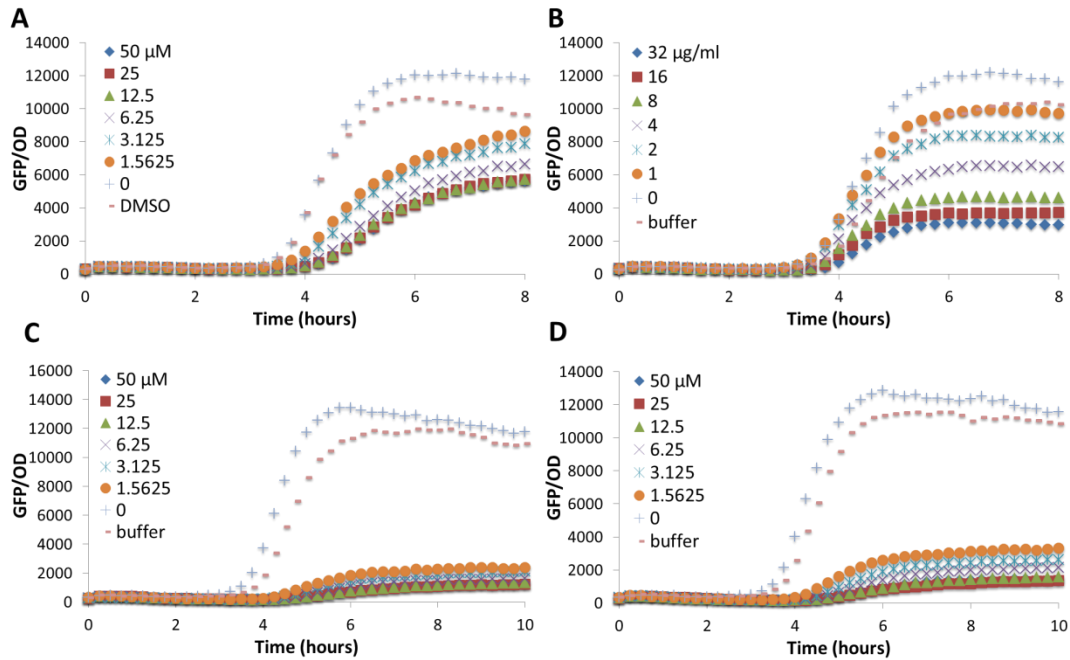 A
14000
12000
10000
8000
6000
4000
2000
0
GFP/OD
50 µM
25
12.5
6.25
3.125
1.5625
0
DMSO
0 2 4 6 8
Time (hours)
B
14000
12000
10000
8000
6000
4000
2000
0
GFP/OD
32 µg/ml
16
8
4
2
1
0
buffer
0 2 4 6 8
Time (hours)
C
16000
14000
12000
10000
8000
6000
4000
2000
0
GFP/OD
50 µM
25
12.5
6.25
3.125
1.5625
0
buffer
0 2 4 6 8 10
Time (hours)
D
14000
12000
10000
8000
6000
4000
2000
0
GFP/OD
50 µM
25
12.5
6.25
3.125
1.5625
0
buffer
0 2 4 6 8 10
Time (hours)